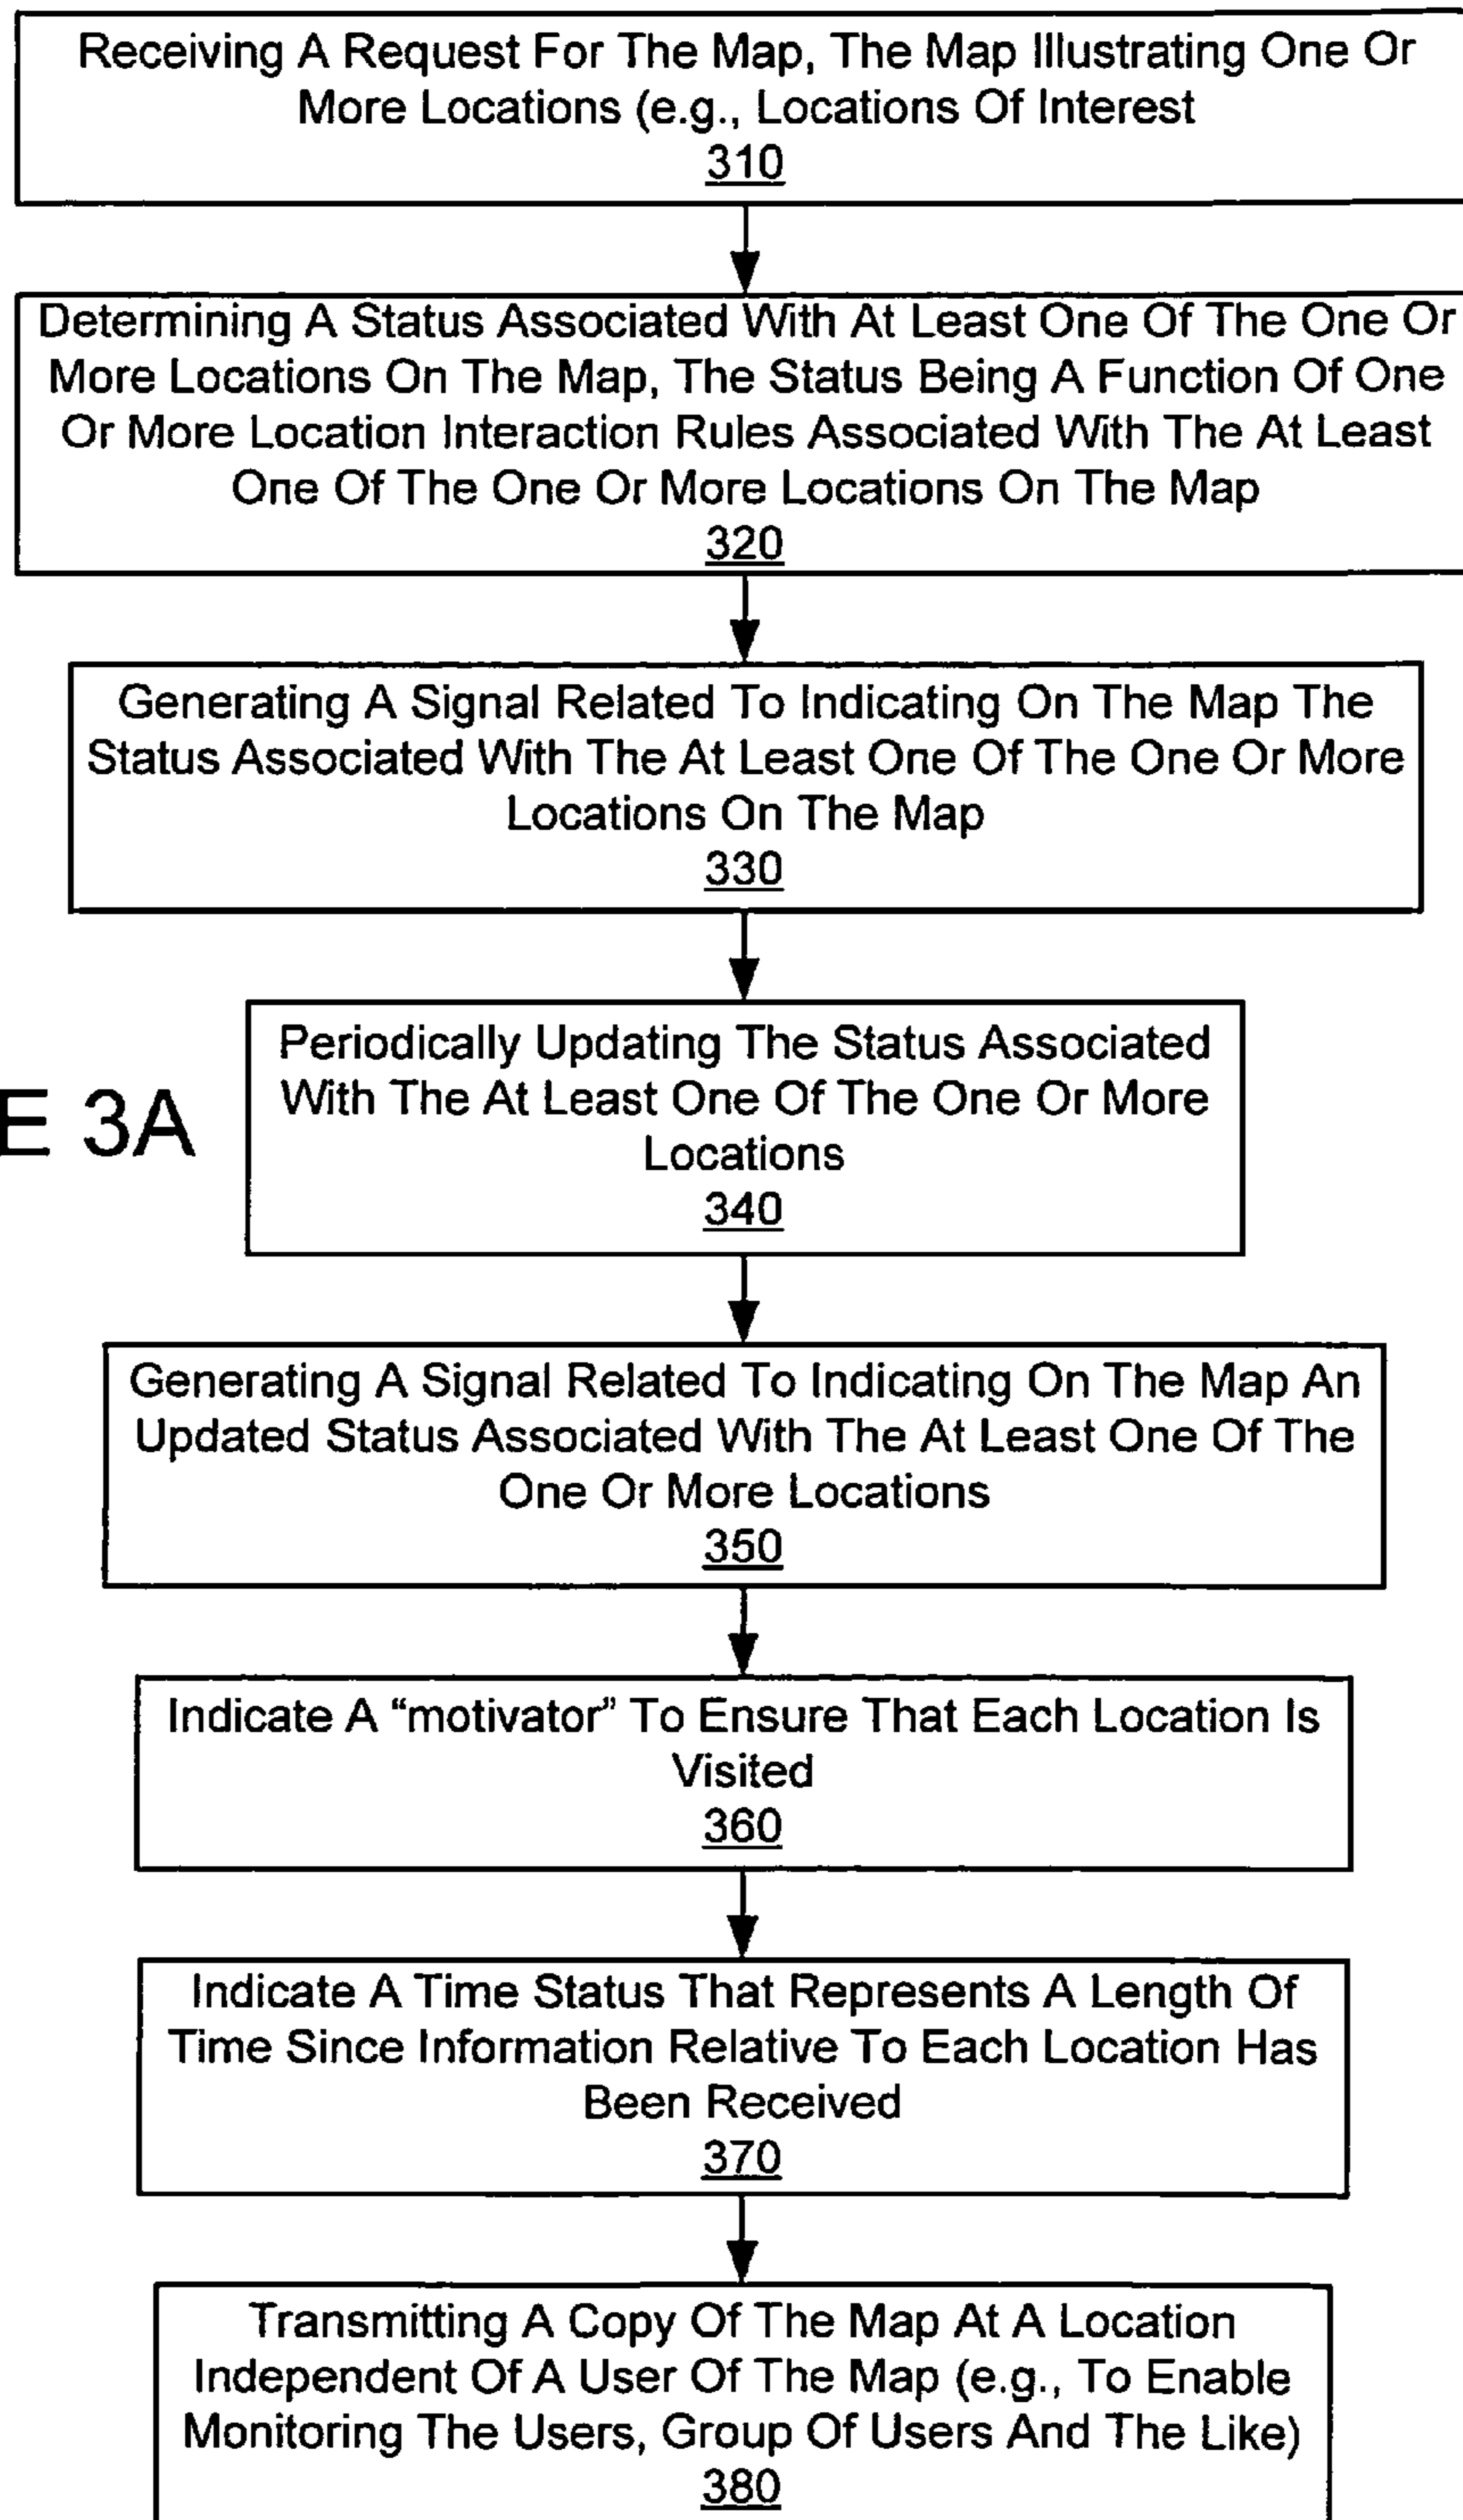 Receiving A Request For The Map, The Map Illustrating One Or
More Locations (e.g., Locations Of Interest
310
Determining A Status Associated With At Least One Of The One Or
More Locations On The Map, The Status Being A Function Of One
Or More Location Interaction Rules Associated With The At Least
One Of The One Or More Locations On The Map
320
Generating A Signal Related To Indicating On The Map The
Status Associated With The At Least One Of The One Or More
Locations On The Map
330
E 3A
Periodically Updating The Status Associated
With The At Least One Of The One Or More
Locations
340
Generating A Signal Related To Indicating On The Map An
Updated Status Associated With The At Least One Of The
One Or More Locations
350
Indicate A “motivator” To Ensure That Each Location Is
Visited
360
Indicate A Time Status That Represents A Length Of
Time Since Information Relative To Each Location Has
Been Received
370
Transmitting A Copy Of The Map At A Location
Independent Of A User Of The Map (e.g., To Enable
Monitoring The Users, Group Of Users And The Like)
380